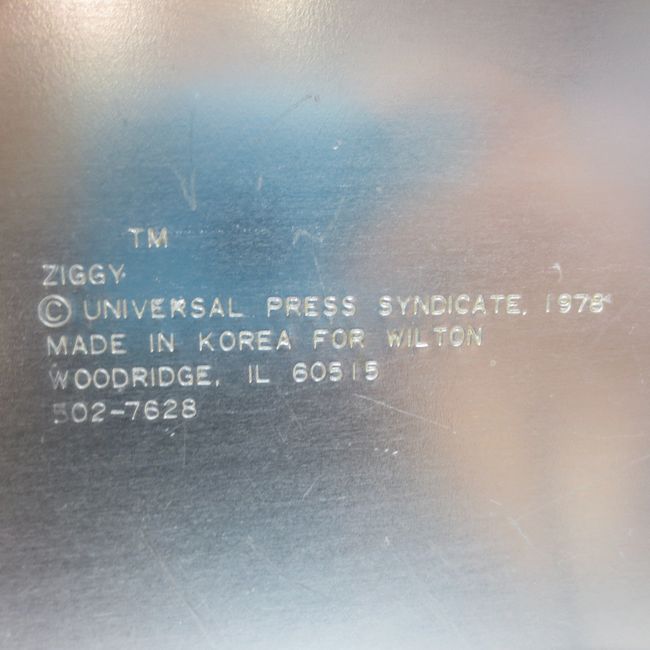 TM
ZIGGY
© UNIVERSAL PRESS SYNDICATE, 1978
MADE IN KOREA FOR WILTON
WOODRIDGE, IL 60515
502-7628